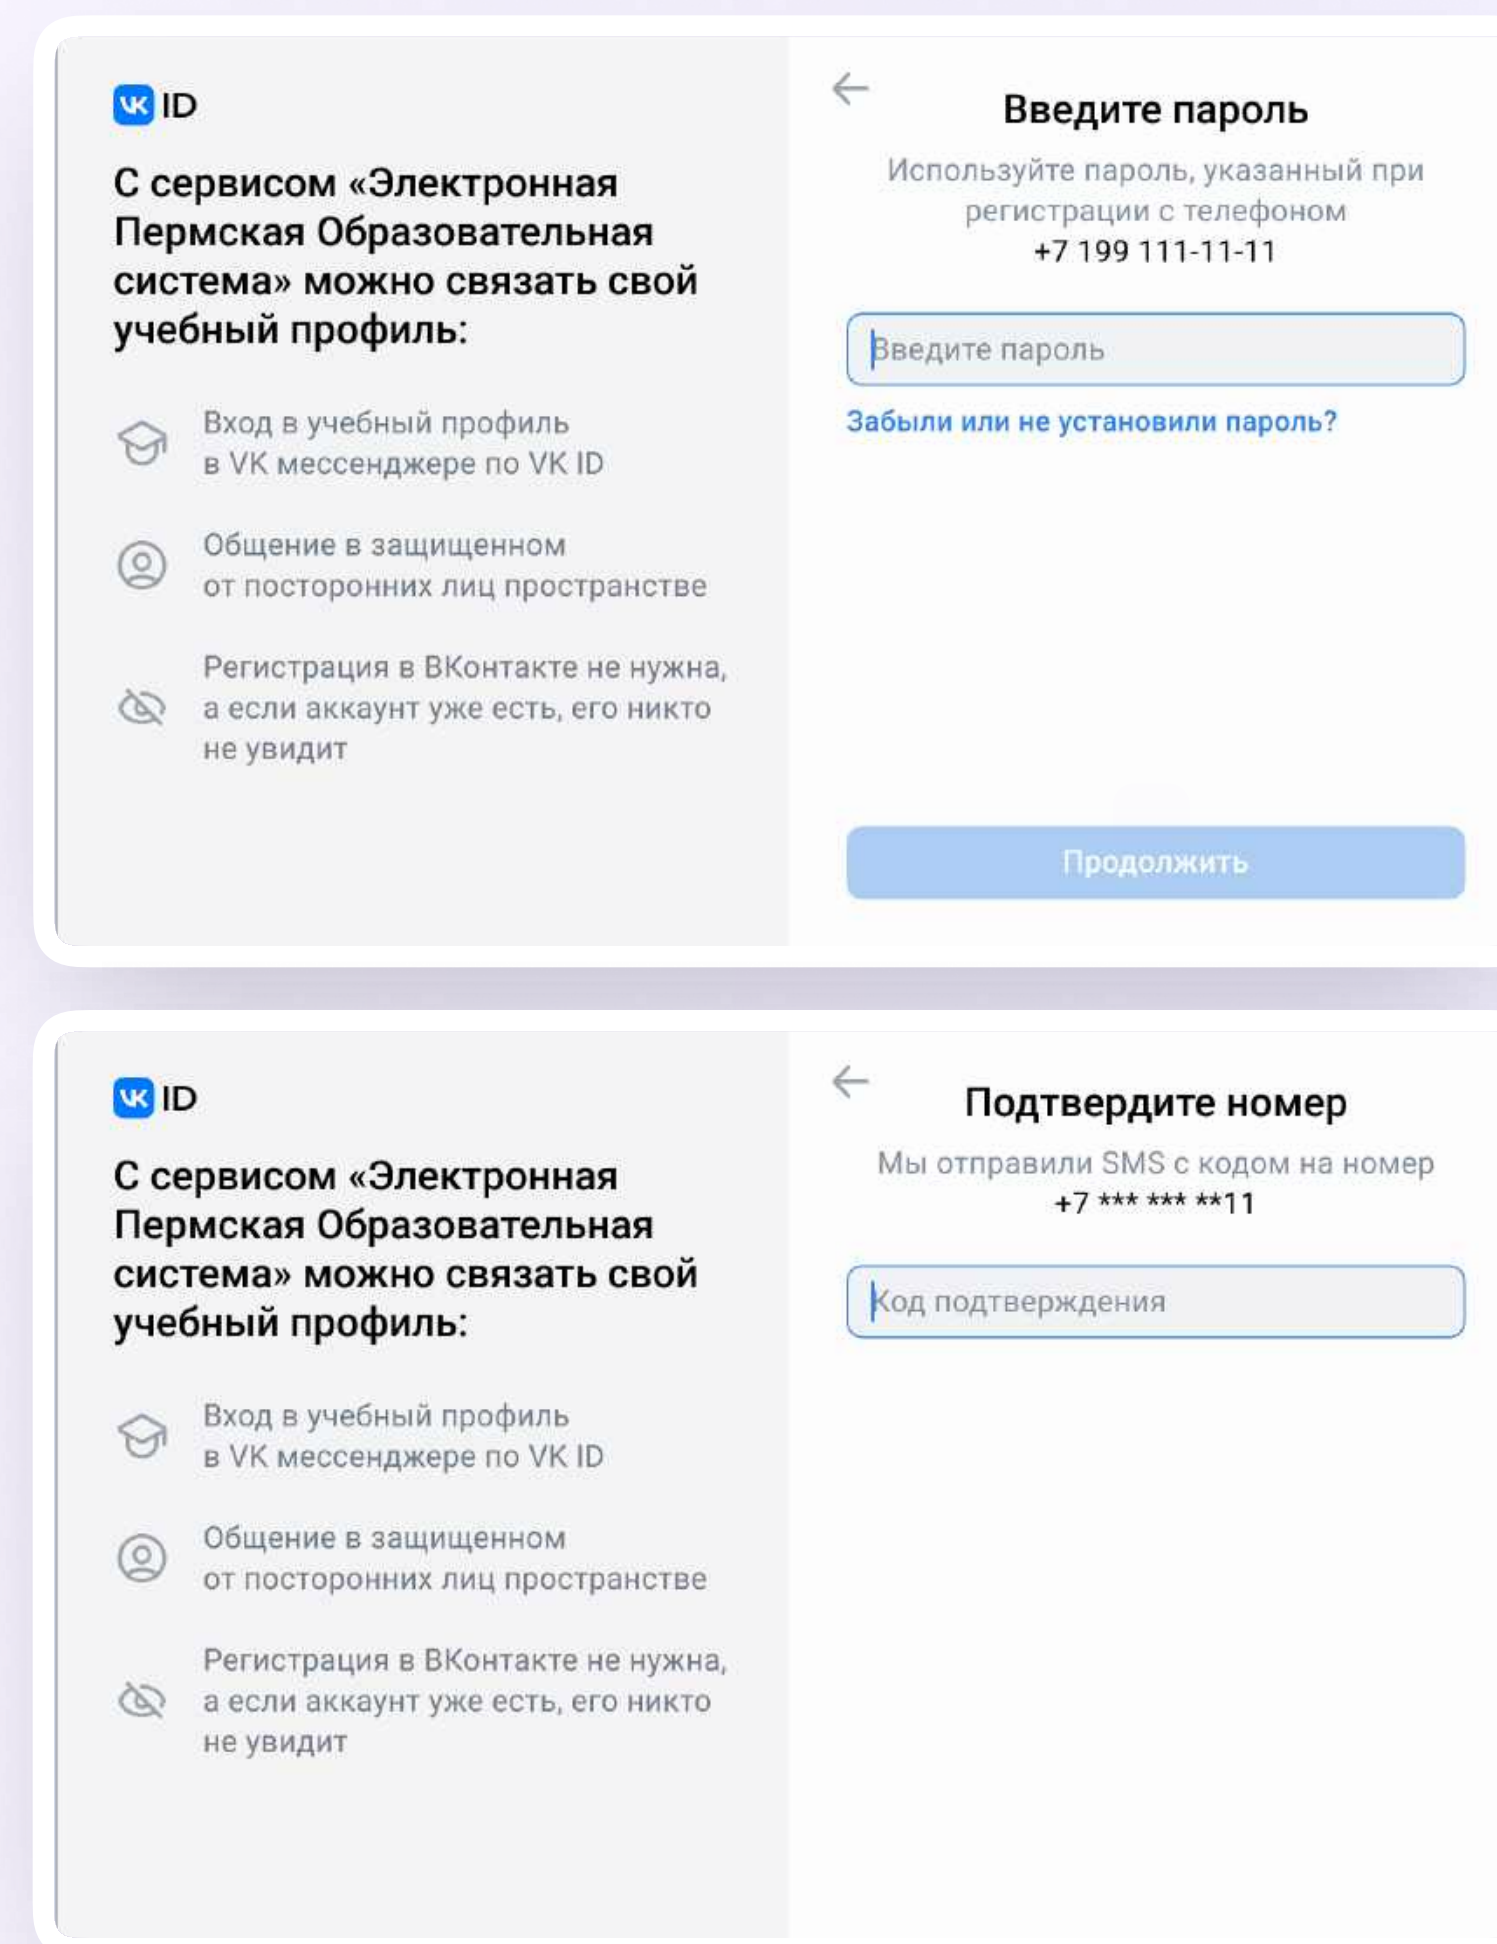 VK ID
С сервисом «Электронная
Пермская Образовательная
система» можно связать свой
учебный профиль:
Вход в учебный профиль
в VK мессенджере по VK ID
Общение в защищенном
от посторонних лиц пространстве
Регистрация в ВКонтакте не нужна,
а если аккаунт уже есть, его никто
не увидит
Введите пароль
Используйте пароль, указанный при
регистрации с телефоном
+7 199 111-11-11
Введите пароль
Забыли или не установили пароль?
Продолжить
VK ID
С сервисом «Электронная
Пермская Образовательная
система» можно связать свой
учебный профиль:
Вход в учебный профиль
в VK мессенджере по VK ID
Общение в защищенном
от посторонних лиц пространстве
Регистрация в ВКонтакте не нужна,
а если аккаунт уже есть, его никто
не увидит
Подтвердите номер
Мы отправили SMS с кодом на номер
+7 *** *** **11
Код подтверждения